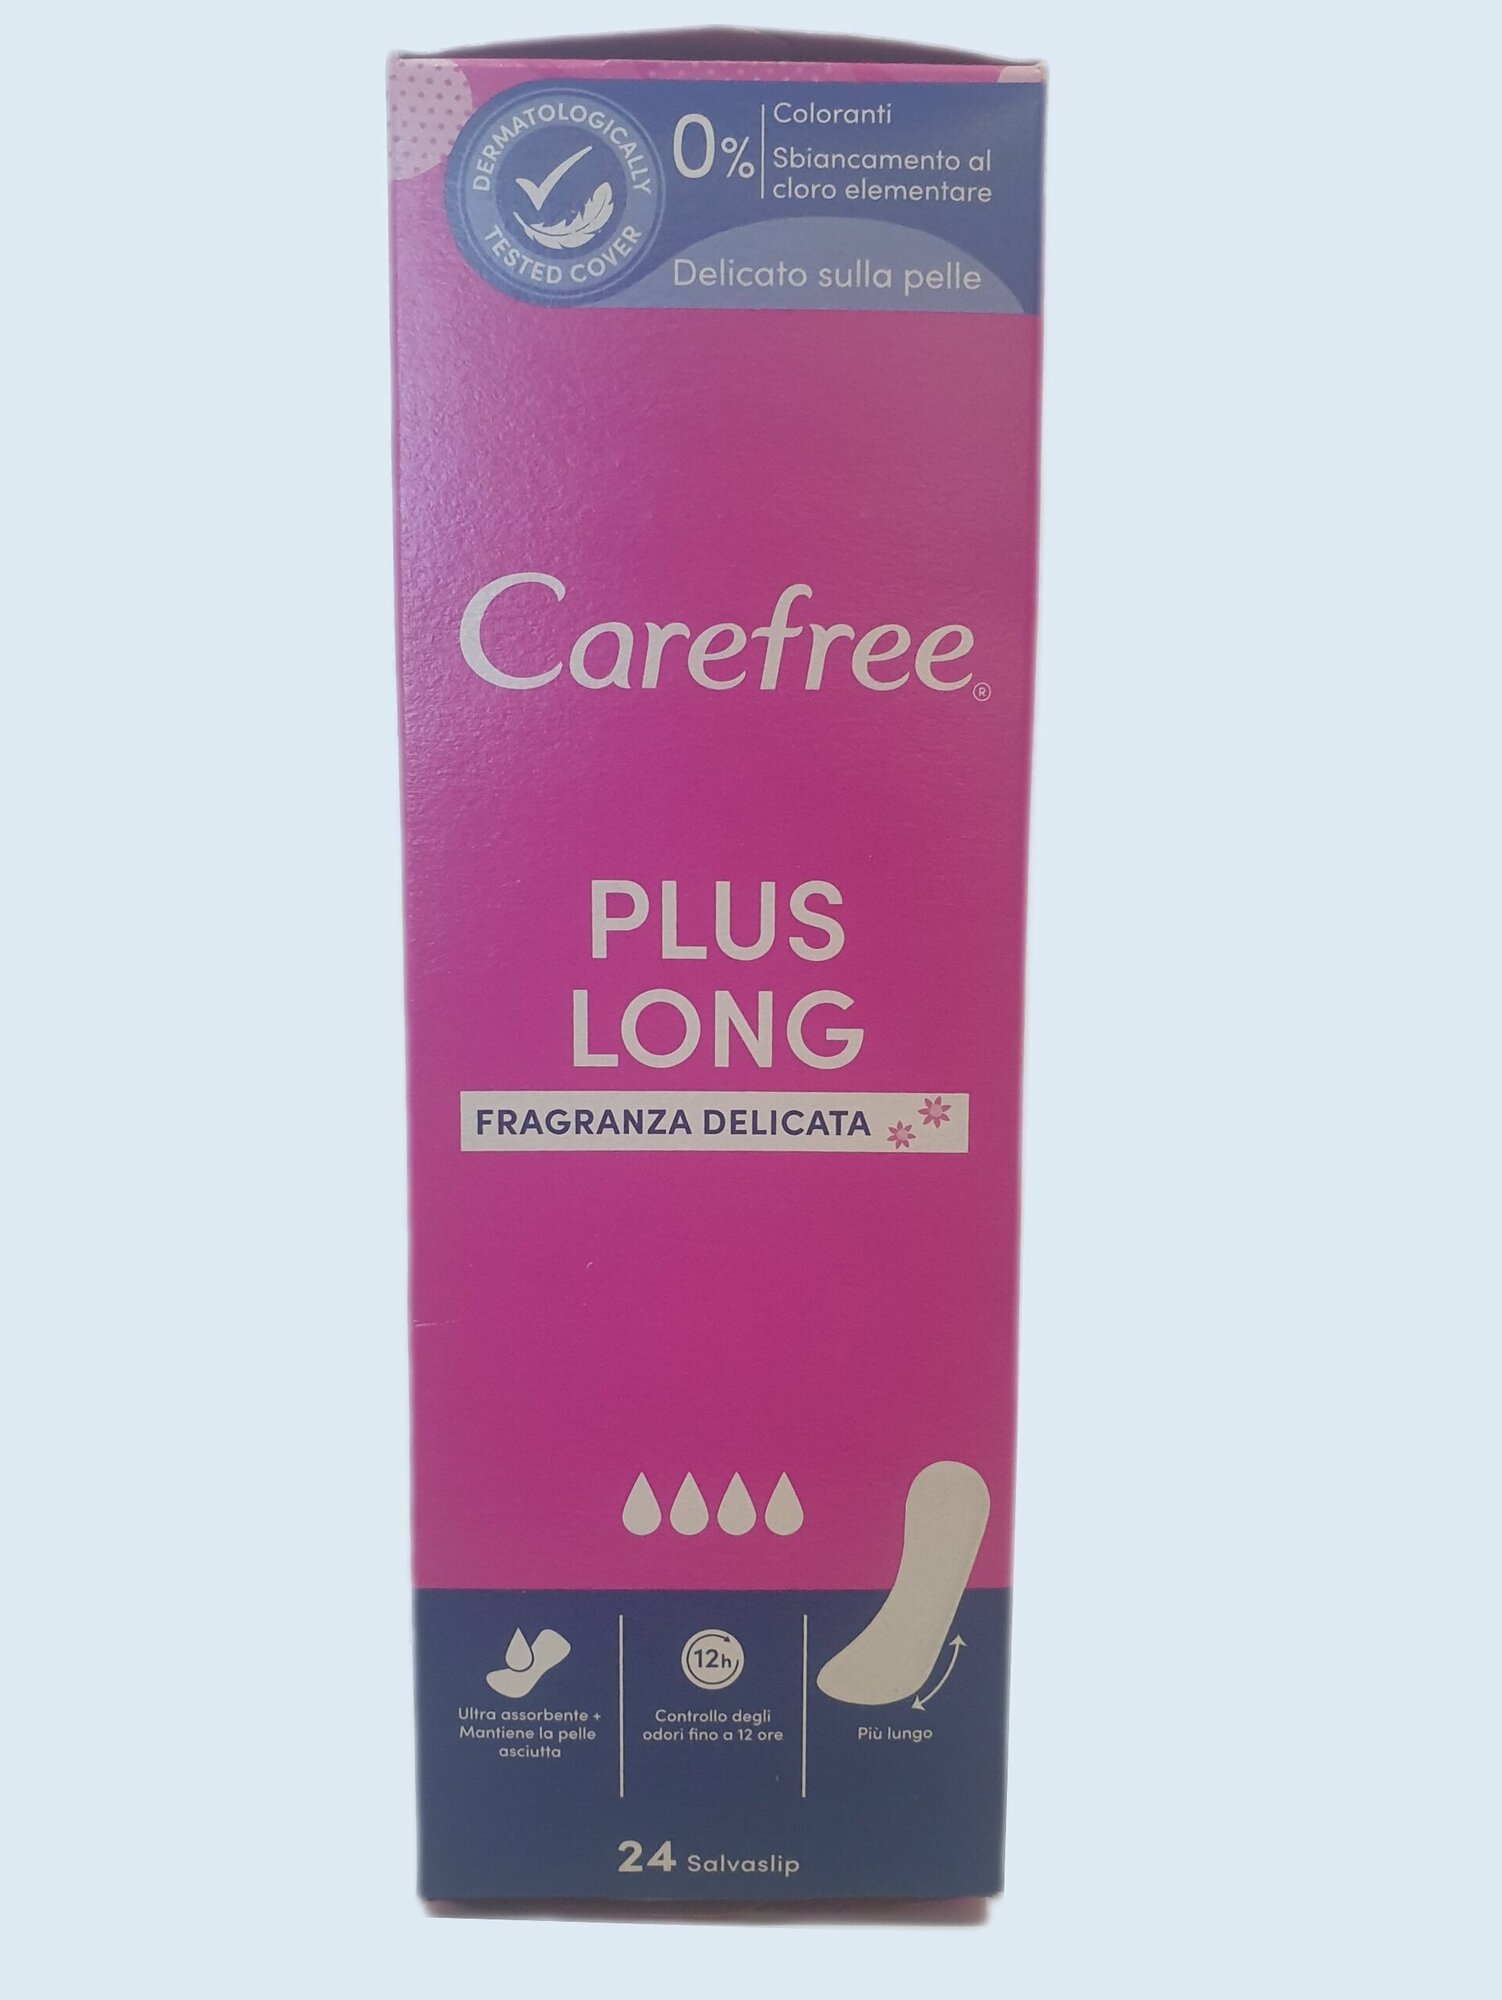 DERMATOLOGICALLY
TESTED COVER
0%
Coloranti
Sbiancamento al
cloro elementare
Delicato sulla pelle
Carefree®
PLUS
LONG
FRAGRANZA DELICATA
12h
Ultra assorbente +
Mantiene la pelle
asciutta
Controllo degli
odori fino a 12 ore
Più lungo
24 Salvaslip